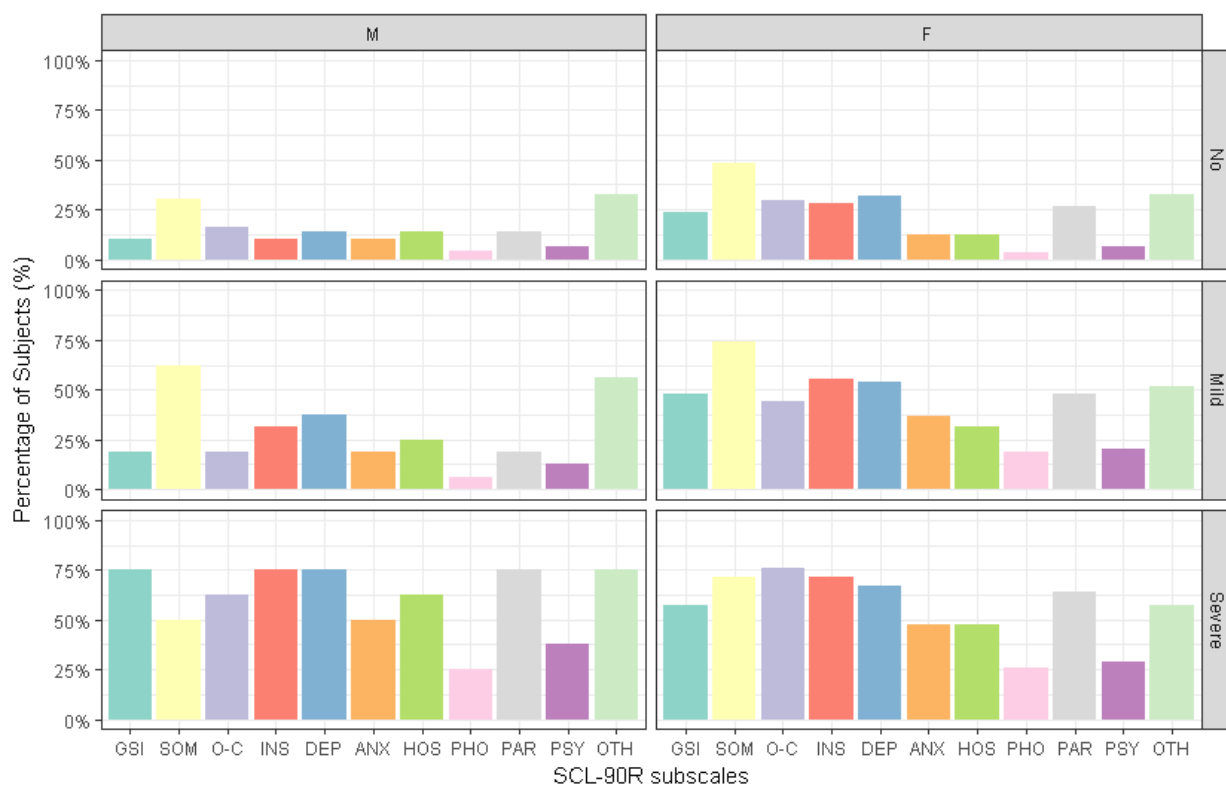 M F
100%
75%
50%
25%
0%
No
100%
75%
50%
25%
0%
Mild
100%
75%
50%
25%
0%
Severe
Percentage of Subjects (%)
GSI SOM O-C INS DEP ANX HOS PHO PAR PSY OTH GSI SOM O-C INS DEP ANX HOS PHO PAR PSY OTH
SCL-90R subscales